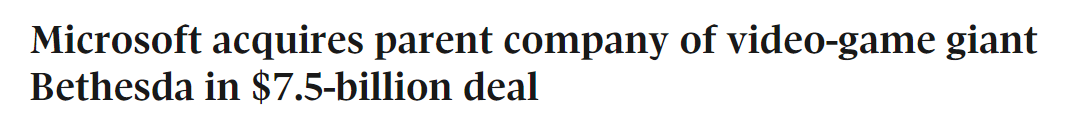 Microsoft acquires parent company of video-game giant
Bethesda in $7.5-billion deal